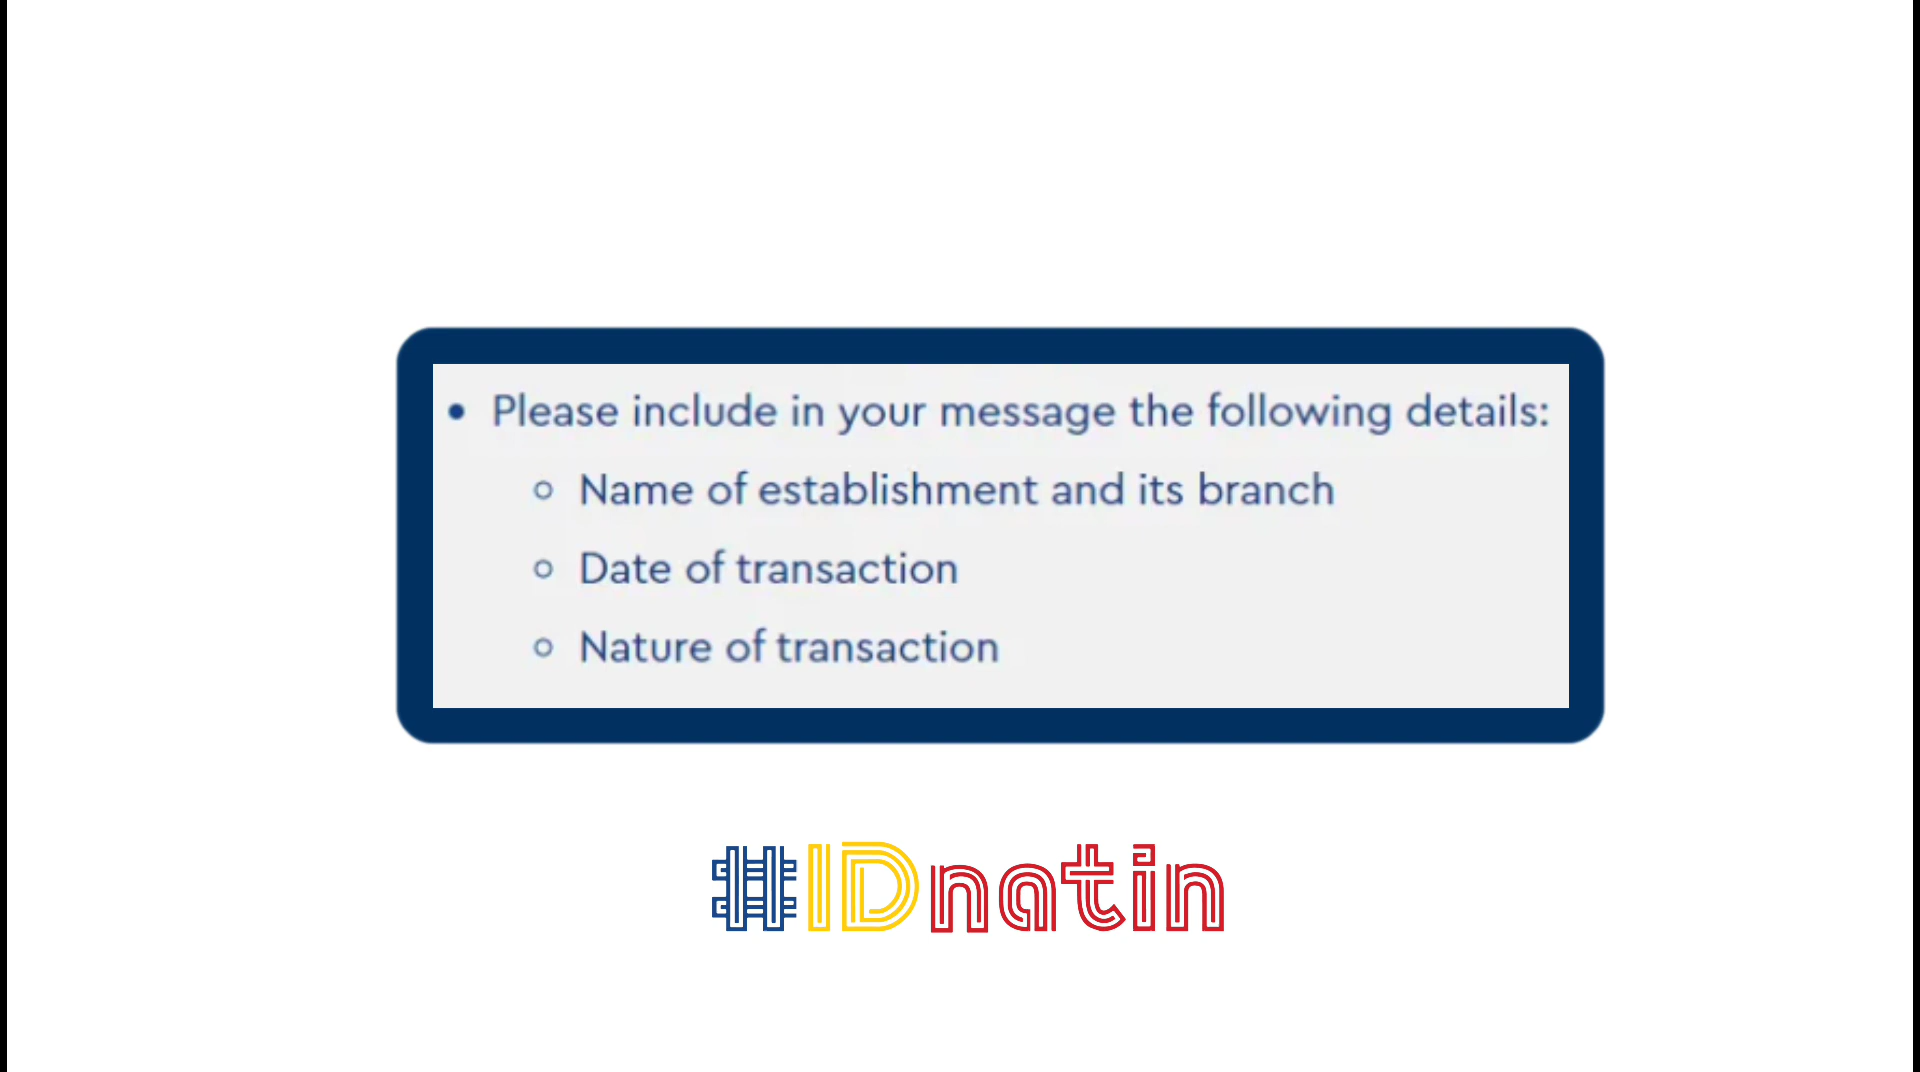 • Please include in your message the following details:
○ Name of establishment and its branch
○ Date of transaction
○ Nature of transaction
#IDnatin